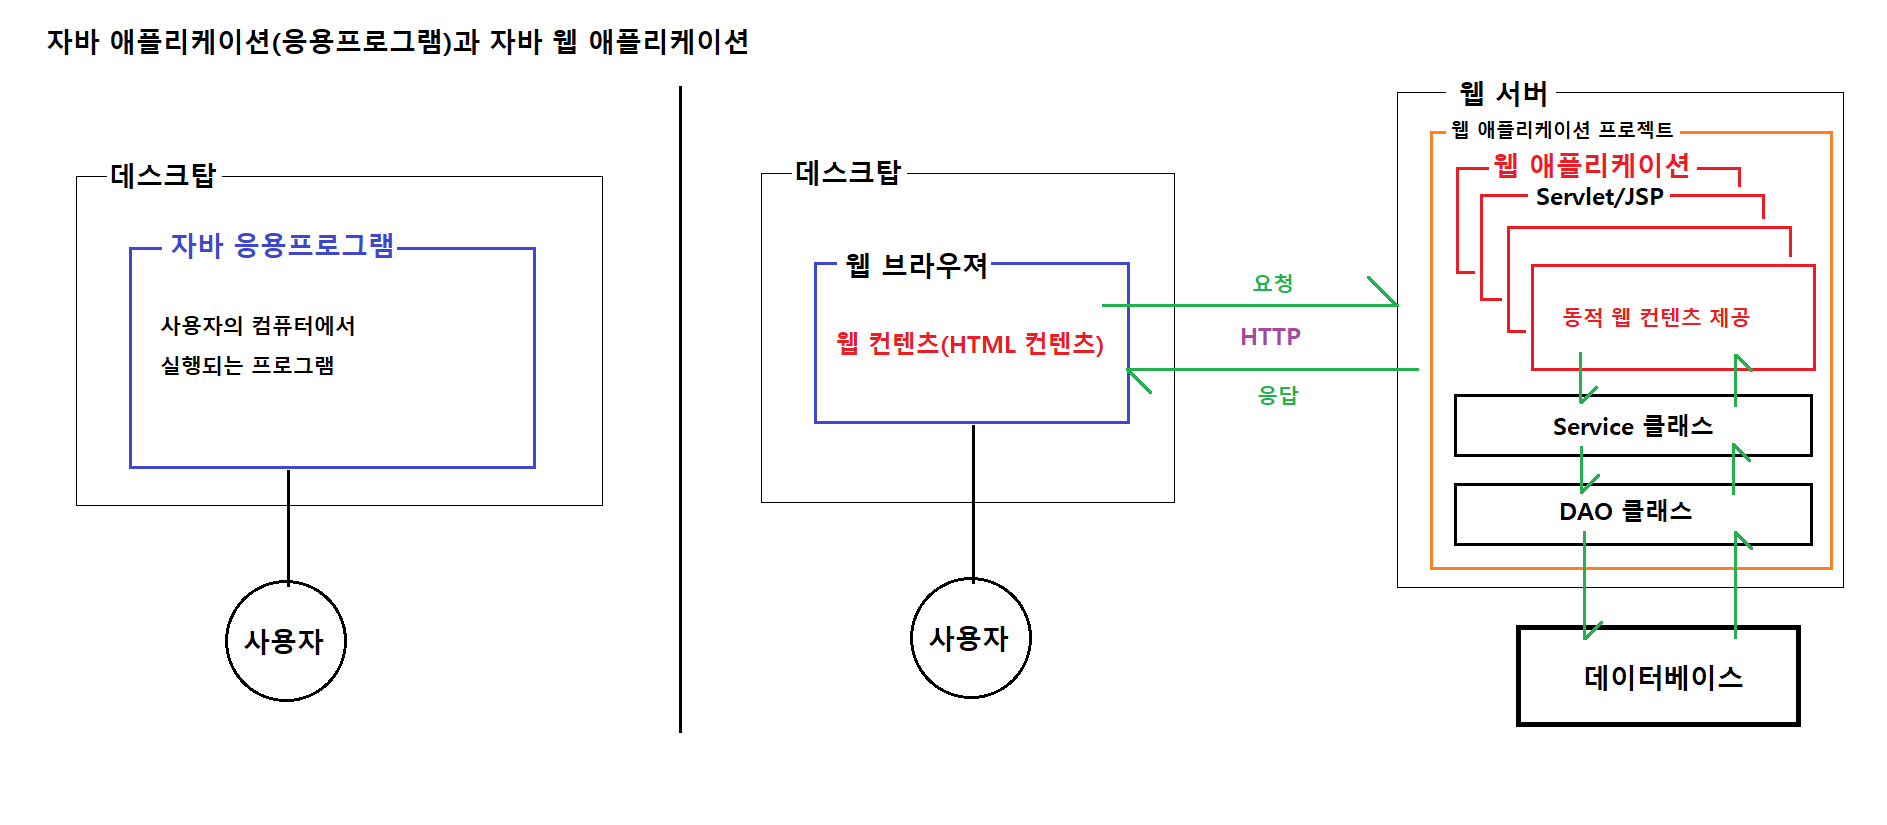 자바 애플리케이션(응용프로그램)과 자바 웹 애플리케이션
데스크탑
자바 응용프로그램
사용자의 컴퓨터에서
실행되는 프로그램
사용자
데스크탑
웹 브라우져
웹 컨텐츠(HTML 컨텐츠)
사용자
요청
HTTP
응답
웹 서버
웹 애플리케이션 프로젝트
웹 애플리케이션
Servlet/JSP
동적 웹 컨텐츠 제공
Service 클래스
DAO 클래스
데이터베이스